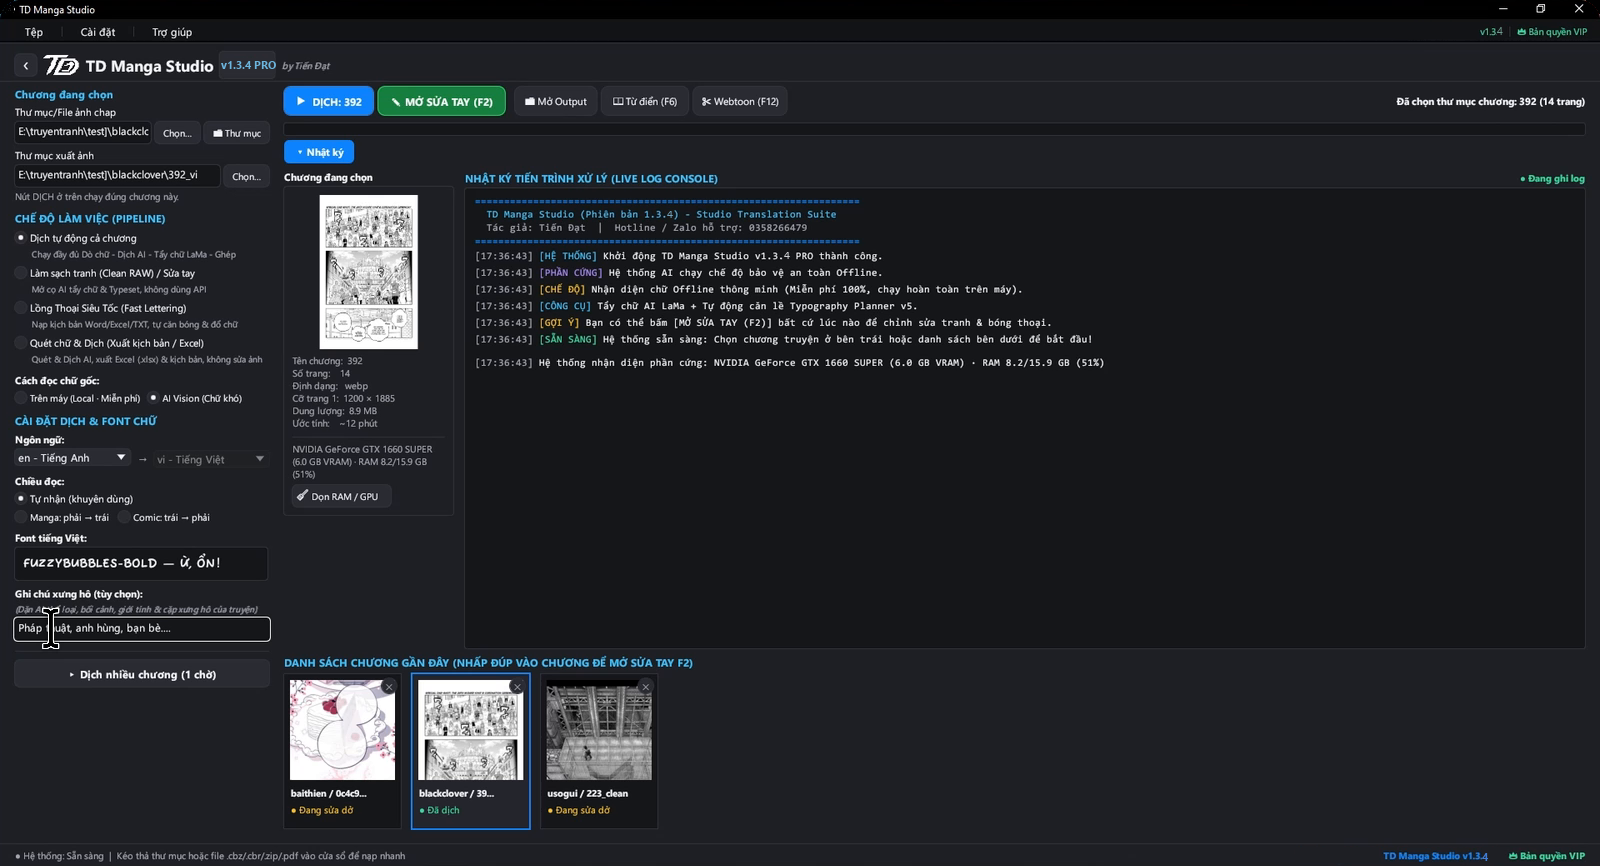 TD Manga Studio
Tệp
Cài đặt
Trợ giúp
v1.3.4
Bản quyền VIP
TD Manga Studio v1.3.4 PRO by Tiến Đạt
Chương đang chọn
Thư mục/File ảnh chap
E:\truyentranh\test]\blackclc
Chọn...
Thư mục
Thư mục xuất ảnh
E:\truyentranh\test]\blackclover\392_vi
Chọn...
Nút DỊCH ở trên chạy đúng chương này.
CHẾ ĐỘ LÀM VIỆC (PIPELINE)
Dịch tự động cả chương
Chạy đầy đủ Dò chữ - Dịch AI - Tẩy chữ LaMa - Ghép
Làm sạch tranh (Clean RAW) / Sửa tay
Mở cọ AI tẩy chữ & Typeset, không dùng API
Lồng Thoại Siêu Tốc (Fast Lettering)
Nạp kịch bản Word/Excel/TXT, tự căn bóng & đổ chữ
Quét chữ & Dịch (Xuất kịch bản / Excel)
Quét & Dịch AI, xuất Excel (.xlsx) & kịch bản, không sửa ảnh
Cách đọc chữ gốc:
Trên máy (Local · Miễn phí)
AI Vision (Chữ khó)
CÀI ĐẶT DỊCH & FONT CHỮ
Ngôn ngữ:
en - Tiếng Anh → vi - Tiếng Việt
Chiều đọc:
Tự nhận (khuyên dùng)
Manga: phải → trái
Comic: trái → phải
Font tiếng Việt:
FUZZYBUBBLES-BOLD — Ừ, ỔN!
Ghi chú xưng hô (tùy chọn):
(Dặn AI loại, bối cảnh, giới tính & cặp xưng hô của truyện)
Pháp thuật, anh hùng, bạn bè....
Dịch nhiều chương (1 chờ)
DỊCH: 392
MỞ SỬA TAY (F2)
Mở Output
Từ điển (F6)
Webtoon (F12)
Đã chọn thư mục chương: 392 (14 trang)
Nhật ký
Chương đang chọn
Tên chương: 392
Số trang: 14
Định dạng: webp
Cỡ trang 1: 1200 × 1885
Dung lượng: 8.9 MB
Ước tính: ~12 phút
NVIDIA GeForce GTX 1660 SUPER
(6.0 GB VRAM) · RAM 8.2/15.9 GB
(51%)
Dọn RAM / GPU
NHẬT KÝ TIẾN TRÌNH XỬ LÝ (LIVE LOG CONSOLE)
Đang ghi log
TD Manga Studio (Phiên bản 1.3.4) - Studio Translation Suite
Tác giả: Tiến Đạt | Hotline / Zalo hỗ trợ: 0358266479
[17:36:43] [HỆ THỐNG] Khởi động TD Manga Studio v1.3.4 PRO thành công.
[17:36:43] [PHẦN CỨNG] Hệ thống AI chạy chế độ bảo vệ an toàn Offline.
[17:36:43] [CHẾ ĐỘ] Nhận diện chữ Offline thông minh (Miễn phí 100%, chạy hoàn toàn trên máy).
[17:36:43] [CÔNG CỤ] Tẩy chữ AI LaMa + Tự động căn lề Typography Planner v5.
[17:36:43] [GỢI Ý] Bạn có thể bấm [MỞ SỬA TAY (F2)] bất cứ lúc nào để chỉnh sửa tranh & bóng thoại.
[17:36:43] [SẴN SÀNG] Hệ thống sẵn sàng: Chọn chương truyện ở bên trái hoặc danh sách bên dưới để bắt đầu!
[17:36:43] Hệ thống nhận diện phần cứng: NVIDIA GeForce GTX 1660 SUPER (6.0 GB VRAM) · RAM 8.2/15.9 GB (51%)
DANH SÁCH CHƯƠNG GẦN ĐÂY (NHẤP ĐÚP VÀO CHƯƠNG ĐỂ MỞ SỬA TAY F2)
baithien / 0c4c9...
Đang sửa dở
blackclover / 39...
Đã dịch
usogui / 223_clean
Đang sửa dở
Hệ thống: Sẵn sàng | Kéo thả thư mục hoặc file .cbz/.cbr/.zip/.pdf vào cửa sổ để nạp nhanh
TD Manga Studio v1.3.4
Bản quyền VIP